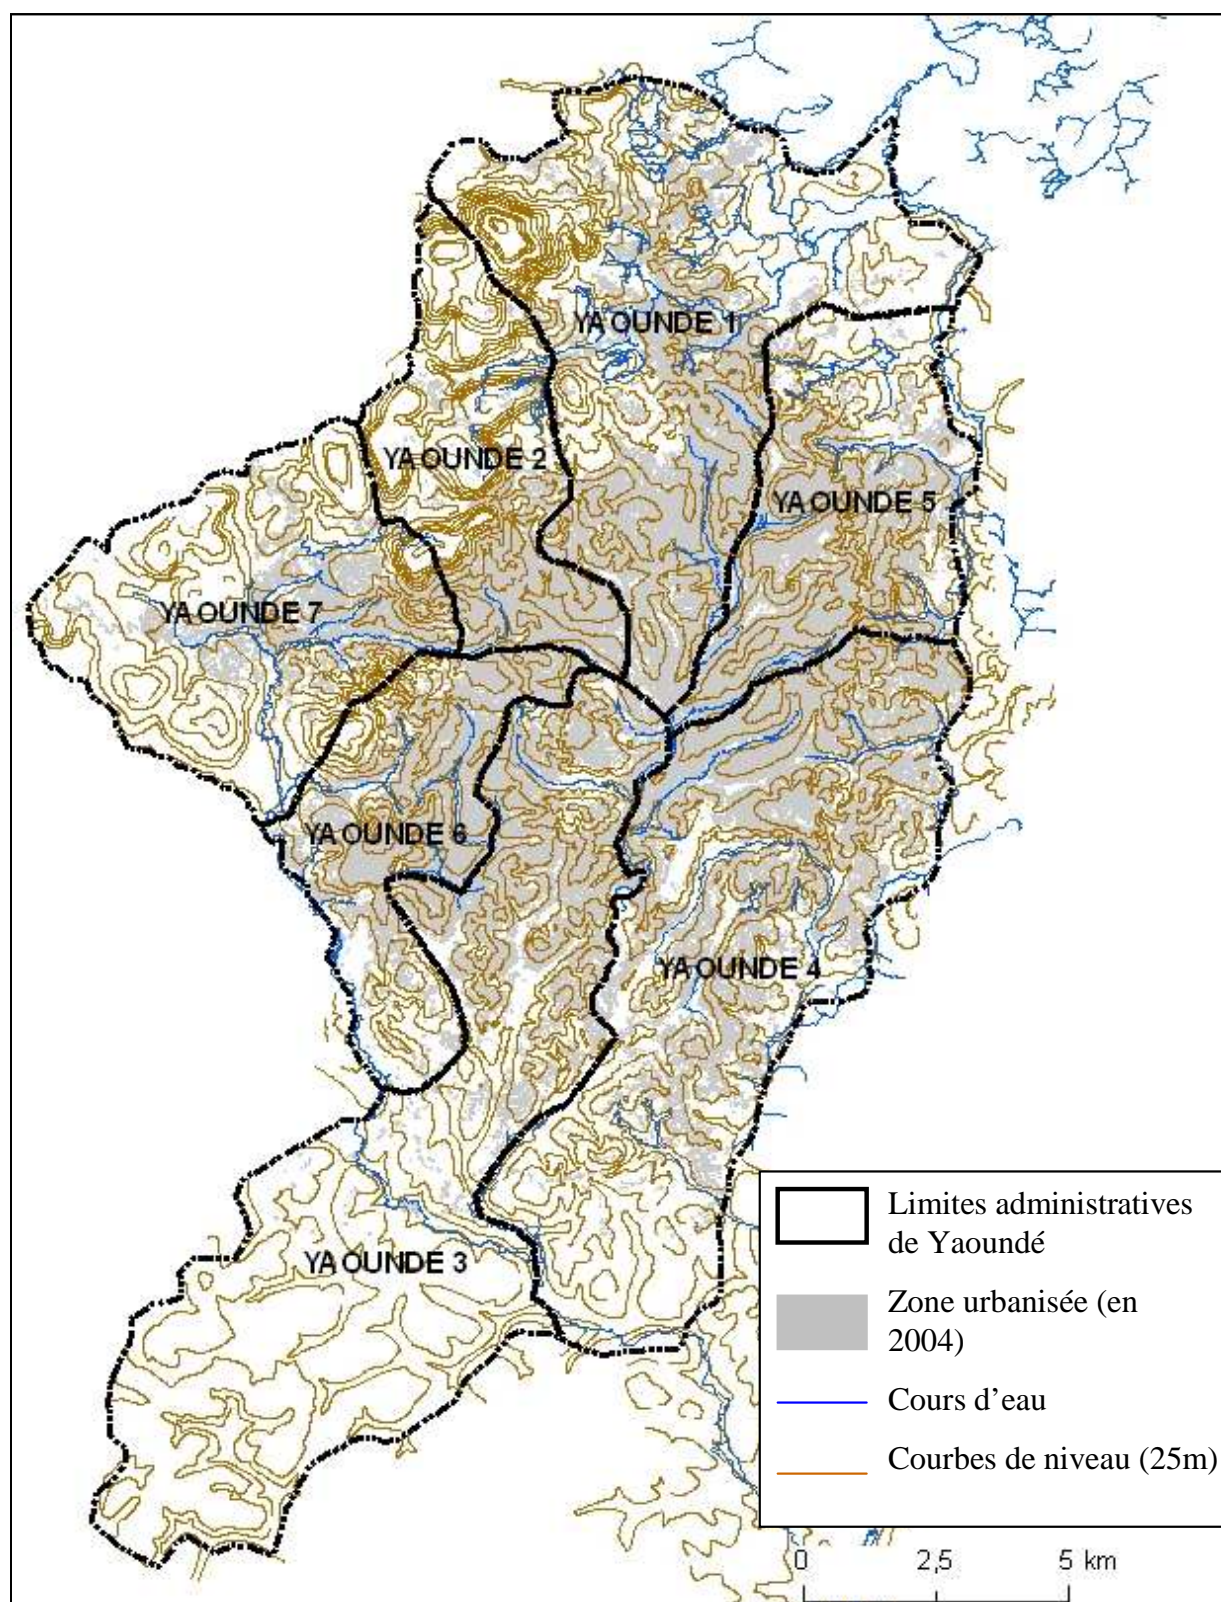 YAOUNDE 1
YAOUNDE 2
YAOUNDE 5
YAOUNDE 7
YAOUNDE 6
YAOUNDE 4
YAOUNDE 3
Limites administratives
de Yaoundé
Zone urbanisée (en
2004)
Cours d’eau
Courbes de niveau (25m)
0 2,5 5 km